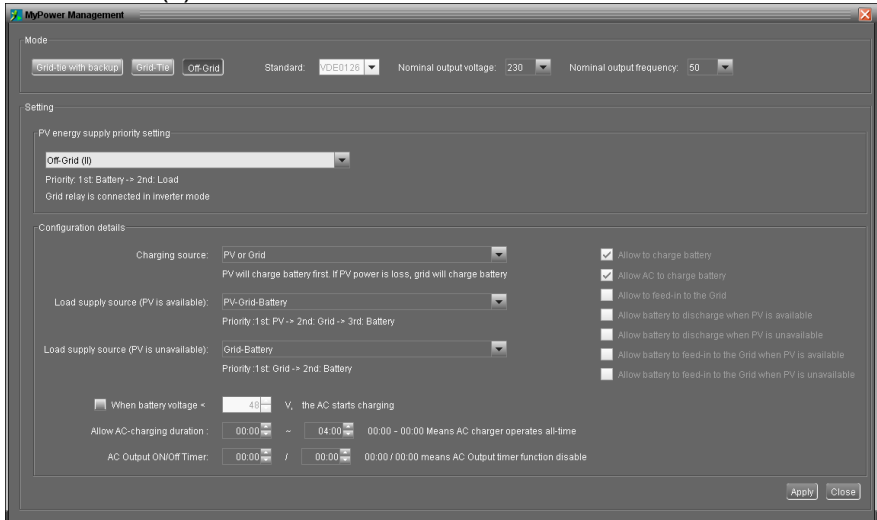 MyPower Management
Mode
Grid-tie with backup Grid-Tie Off-Grid Standard: VDE0126 Nominal output voltage: 230 Nominal output frequency: 50
Setting
PV energy supply priority setting
Off-Grid (II)
Priority: 1st: Battery -> 2nd: Load
Grid relay is connected in inverter mode
Configuration details
Charging source: PV or Grid Allow to charge battery
PV will charge battery first. If PV power is loss, grid will charge battery Allow AC to charge battery
Load supply source (PV is available): PV-Grid-Battery Allow to feed-in to the Grid
Priority :1st: PV -> 2nd: Grid -> 3rd: Battery Allow battery to discharge when PV is available
Allow battery to discharge when PV is unavailable
Load supply source (PV is unavailable): Grid-Battery Allow battery to feed-in to the Grid when PV is available
Priority :1st: Grid -> 2nd: Battery Allow battery to feed-in to the Grid when PV is unavailable
When battery voltage < 48 V, the AC starts charging
Allow AC-charging duration : 00:00 ~ 04:00 00:00 - 00:00 Means AC charger operates all-time
AC Output ON/Off Timer: 00:00 / 00:00 00:00 / 00:00 means AC Output timer function disable
Apply Close